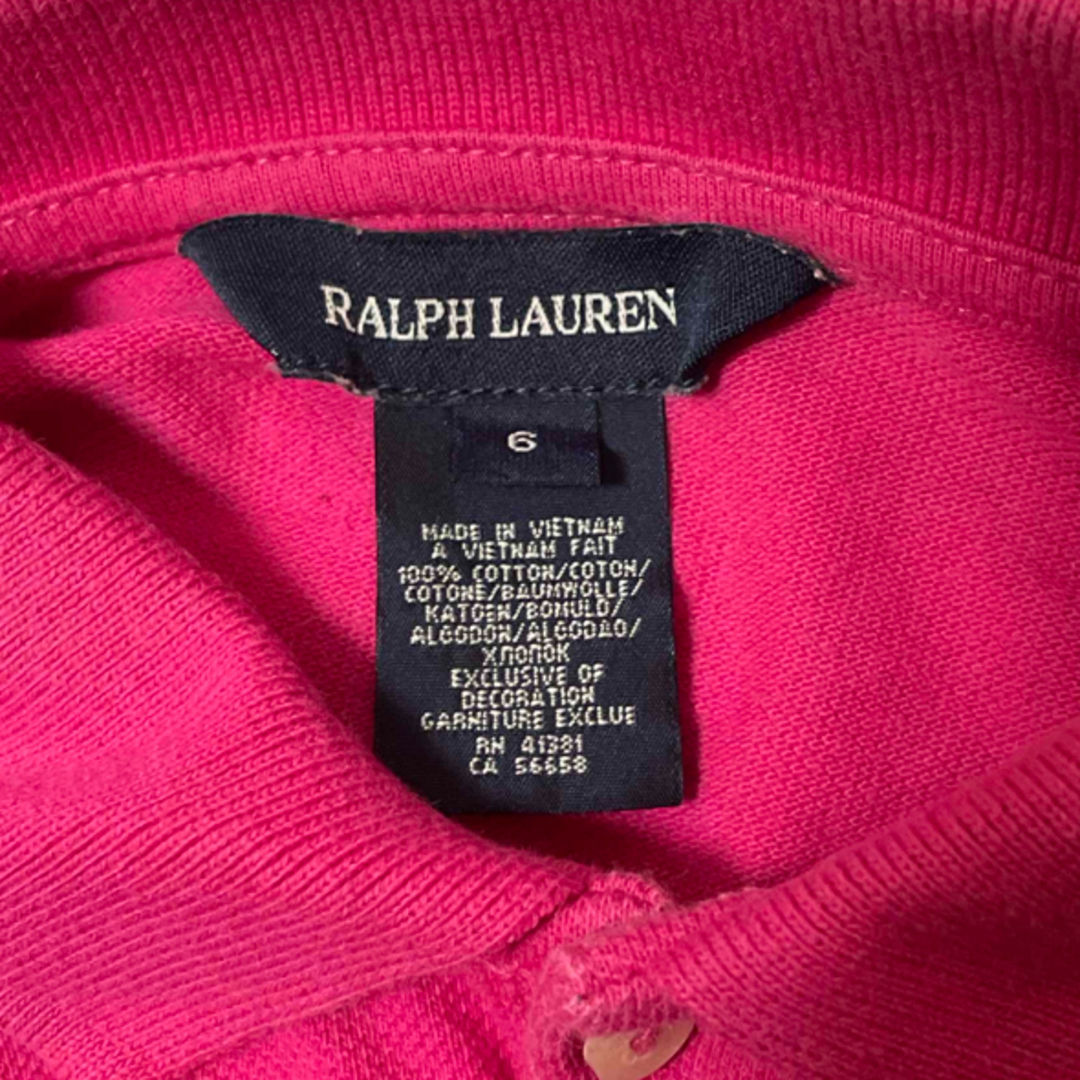 RALPH LAUREN
6
MADE IN VIETNAM
A VIETNAM FAIT
100% COTTON/COTON/
COTONE/BAUMWOLLE/
KATOEN/BOMULD/
ALGODON/ALGODAO/
ХЛОПОК
EXCLUSIVE OF
DECORATION
GARNITURE EXCLUE
RN 41381
CA 56658